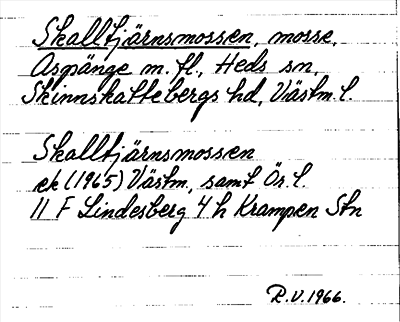 Skalltjärnsmossen, mosse,
Aspänge m. fl., Heds sn,
Skinnskattebergs hd, Västm. l.
Skalltjärnsmossen
ek (1965) Västm, samt Ör. l.
11 F Lindesberg 4 h Krampen Stn
R.V. 1966.